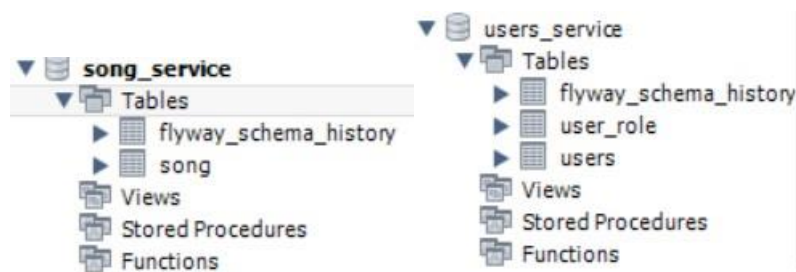 song_service
Tables
flyway_schema_history
song
Views
Stored Procedures
Functions
users_service
Tables
flyway_schema_history
user_role
users
Views
Stored Procedures
Functions